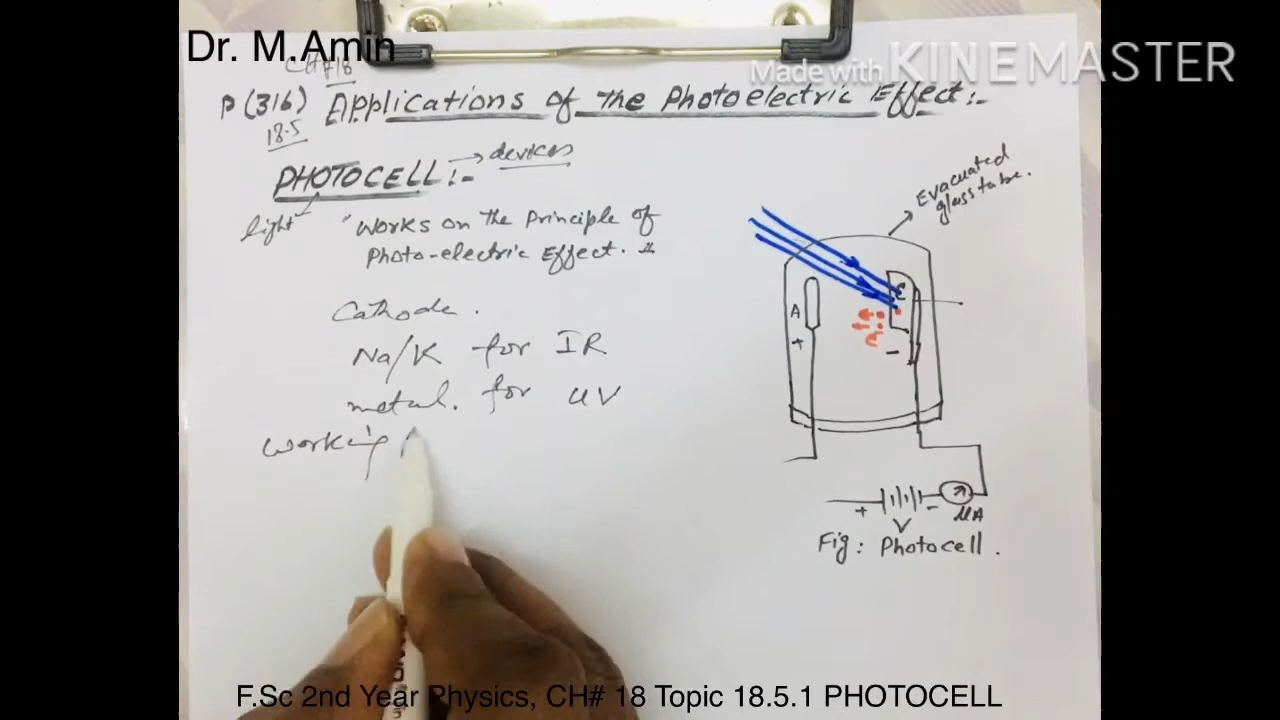 Dr. M.Amin
Made with KINEMASTER
CH#18
P(316) Applications of the Photoelectric Effect:-
18.5
PHOTOCELL:- → devices
light
"Works on the Principle of
Photo-electric Effect."
Evacuated
glass tube.
Cathode.
Na/K for IR
metal. for UV
Working
A
+
C
-
e
+
-
V
μA
Fig: Photocell.
F.Sc 2nd Year Physics, CH# 18 Topic 18.5.1 PHOTOCELL